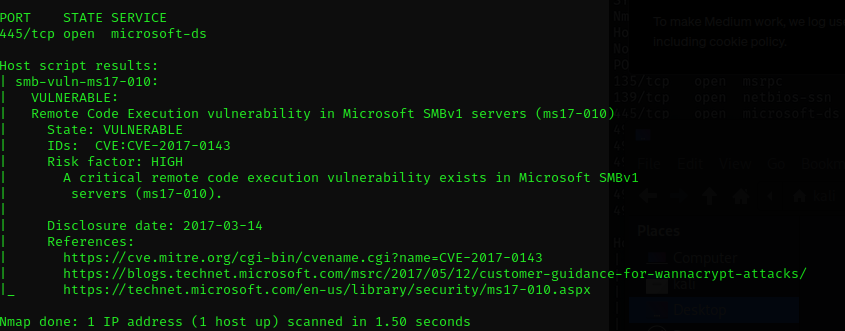 PORT    STATE SERVICE
445/tcp open  microsoft-ds
Host script results:
| smb-vuln-ms17-010:
|   VULNERABLE:
|   Remote Code Execution vulnerability in Microsoft SMBv1 servers (ms17-010)
|     State: VULNERABLE
|     IDs:  CVE:CVE-2017-0143
|     Risk factor: HIGH
|       A critical remote code execution vulnerability exists in Microsoft SMBv1
|        servers (ms17-010).
|
|     Disclosure date: 2017-03-14
|     References:
|       https://cve.mitre.org/cgi-bin/cvename.cgi?name=CVE-2017-0143
|       https://blogs.technet.microsoft.com/msrc/2017/05/12/customer-guidance-for-wannacrypt-attacks/
|_      https://technet.microsoft.com/en-us/library/security/ms17-010.aspx
Nmap done: 1 IP address (1 host up) scanned in 1.50 seconds
To make Medium work, we log use
including cookie policy.
135/tcp   open  msrpc
139/tcp   open  netbios-ssn
445/tcp   open  microsoft-ds
File   Edit   View   Go
Places
Computer
Desktop